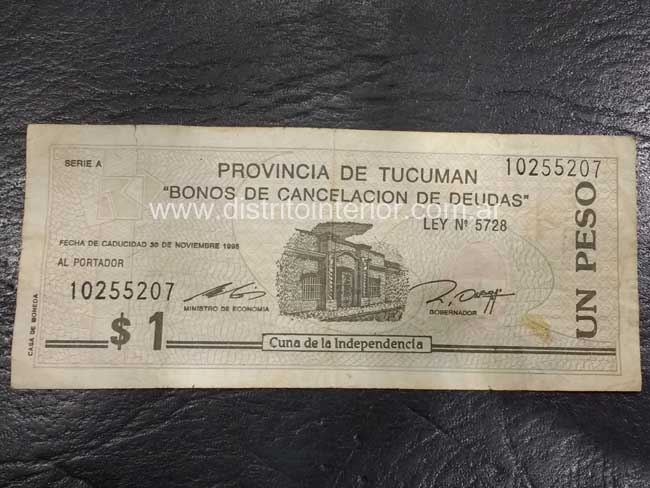 SERIE A
PROVINCIA DE TUCUMAN
10255207
"BONOS DE CANCELACION DE DEUDAS"
www.distritointerior.com.ar
LEY Nº 5728
FECHA DE CADUCIDAD 30 DE NOVIEMBRE 1995
AL PORTADOR
10255207
MINISTRO DE ECONOMIA
GOBERNADOR
$ 1
Cuna de la Independencia
UN PESO
CASA DE MONEDA